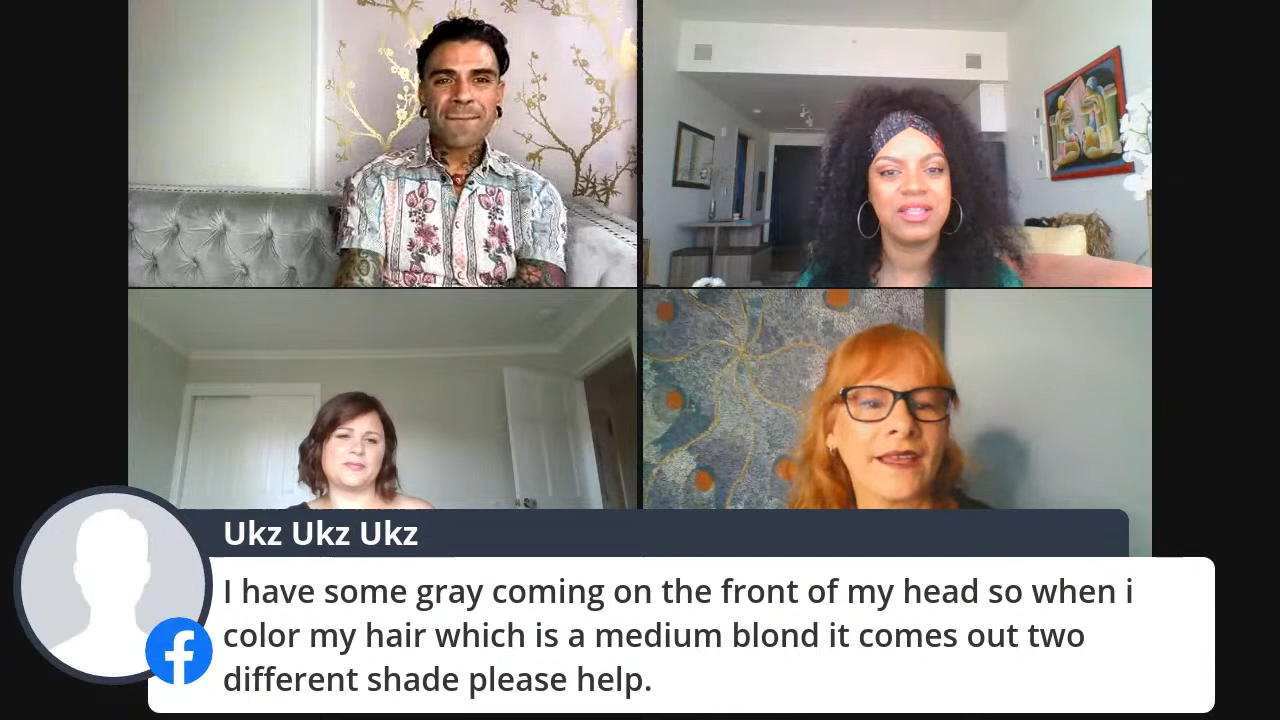 Ukz Ukz Ukz
I have some gray coming on the front of my head so when i
color my hair which is a medium blond it comes out two
different shade please help.